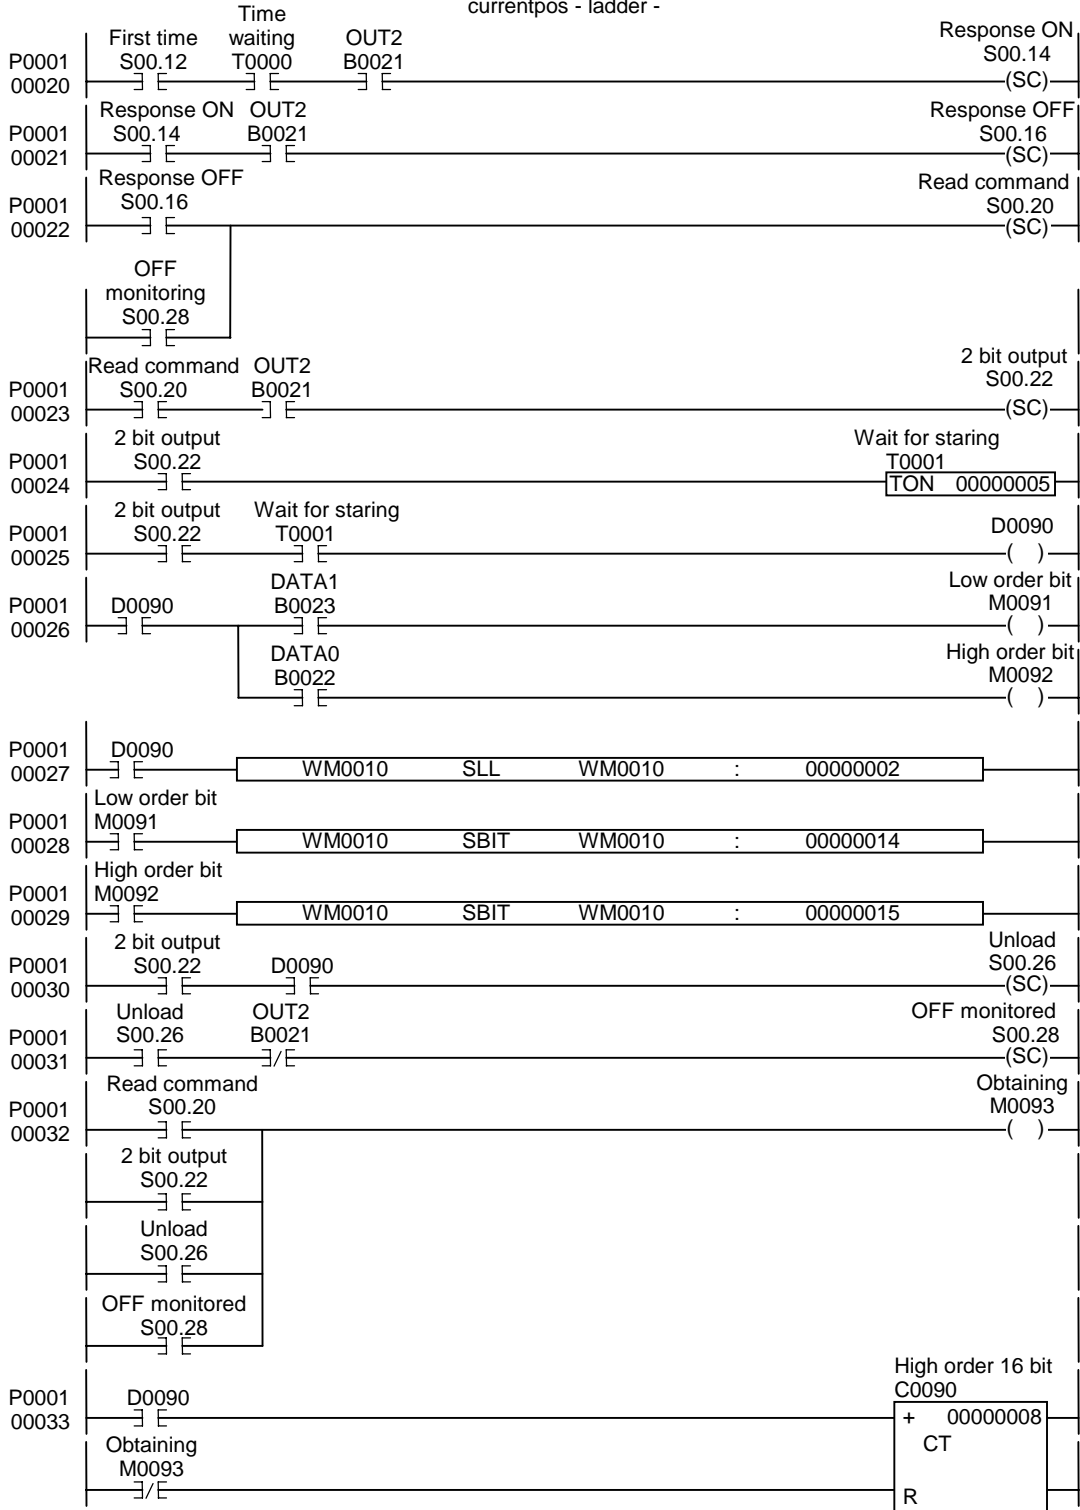 currentpos - ladder -
Time
First time waiting OUT2 Response ON
P0001 S00.12 T0000 B0021 S00.14
00020 (SC)
Response ON OUT2 Response OFF
P0001 S00.14 B0021 S00.16
00021 (SC)
Response OFF Read command
P0001 S00.16 S00.20
00022 (SC)
OFF
monitoring
S00.28
Read command OUT2 2 bit output
P0001 S00.20 B0021 S00.22
00023 (SC)
2 bit output Wait for staring
P0001 S00.22 T0001
00024 TON 00000005
2 bit output Wait for staring
P0001 S00.22 T0001 D0090
00025 ( )
DATA1 Low order bit
P0001 D0090 B0023 M0091
00026 ( )
DATA0 High order bit
B0022 M0092
( )
P0001 D0090
00027 WM0010 SLL WM0010 : 00000002
Low order bit
P0001 M0091
00028 WM0010 SBIT WM0010 : 00000014
High order bit
P0001 M0092
00029 WM0010 SBIT WM0010 : 00000015
2 bit output Unload
P0001 S00.22 D0090 S00.26
00030 (SC)
Unload OUT2 OFF monitored
P0001 S00.26 B0021 S00.28
00031 (SC)
Read command Obtaining
P0001 S00.20 M0093
00032 ( )
2 bit output
S00.22
Unload
S00.26
OFF monitored
S00.28
High order 16 bit
P0001 D0090 C0090
00033 + 00000008
Obtaining CT
M0093
R